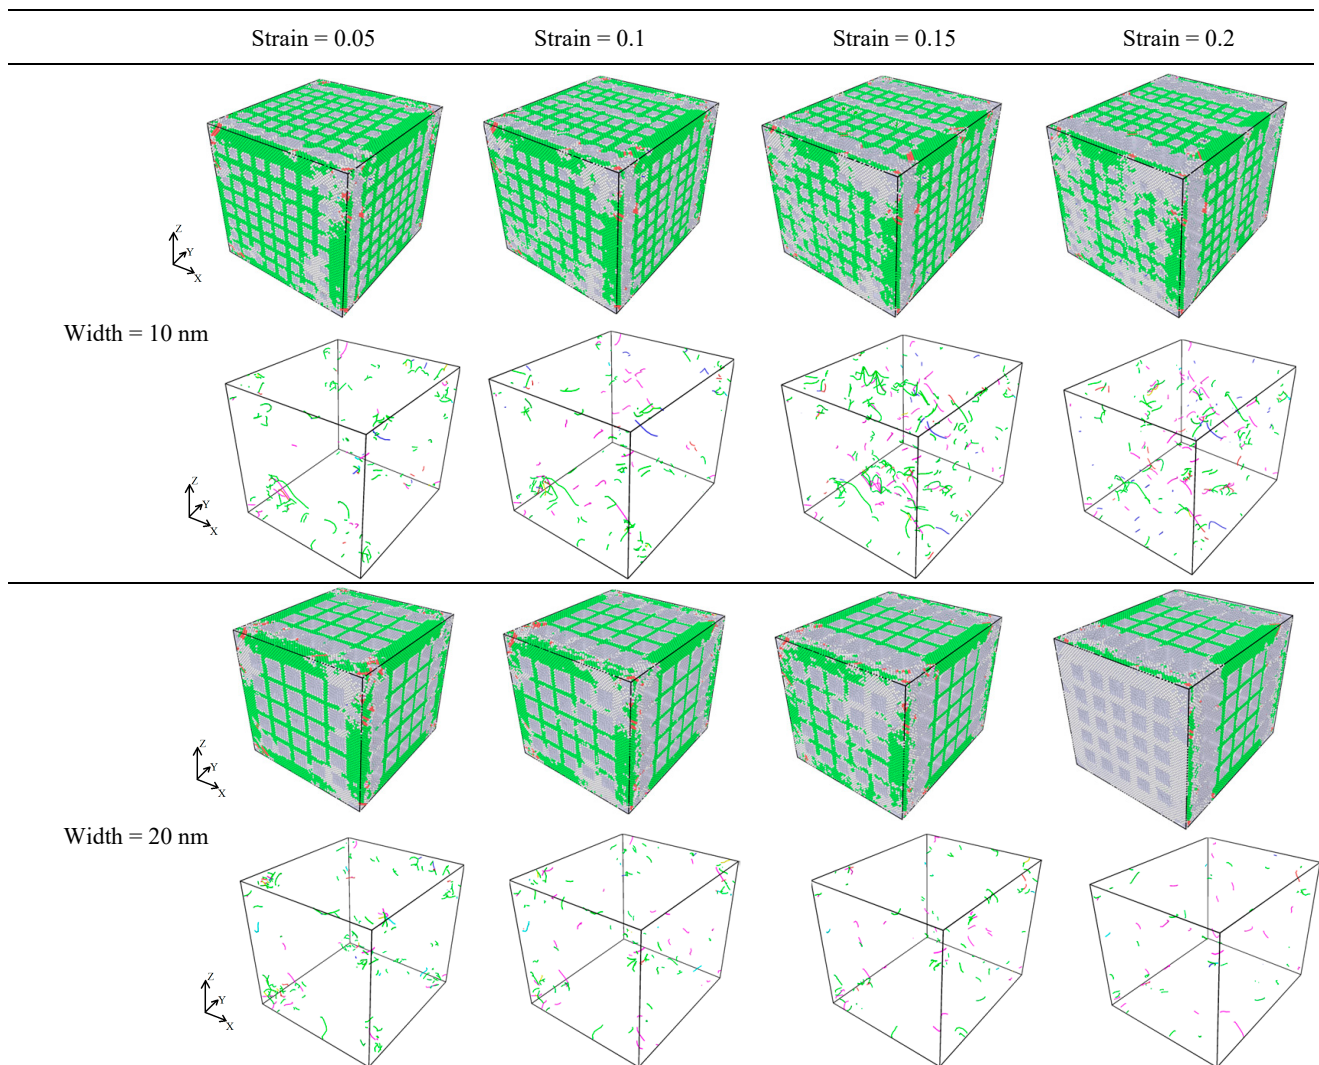 Strain = 0.05 Strain = 0.1 Strain = 0.15 Strain = 0.2
Z
Y
X
Width = 10 nm
Z
Y
X
Z
Y
X
Width = 20 nm
Z
Y
X